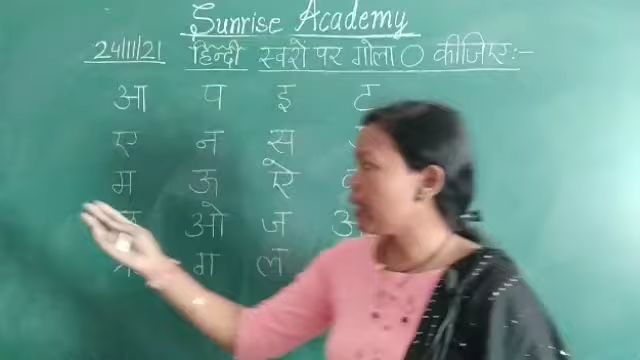 Sunrise Academy
24/11/21 हिन्दी स्वरो पर गोला O कीजिए:-
आ प इ ट
ए न स
म ऊ ऐ
ओ ज
ग ल